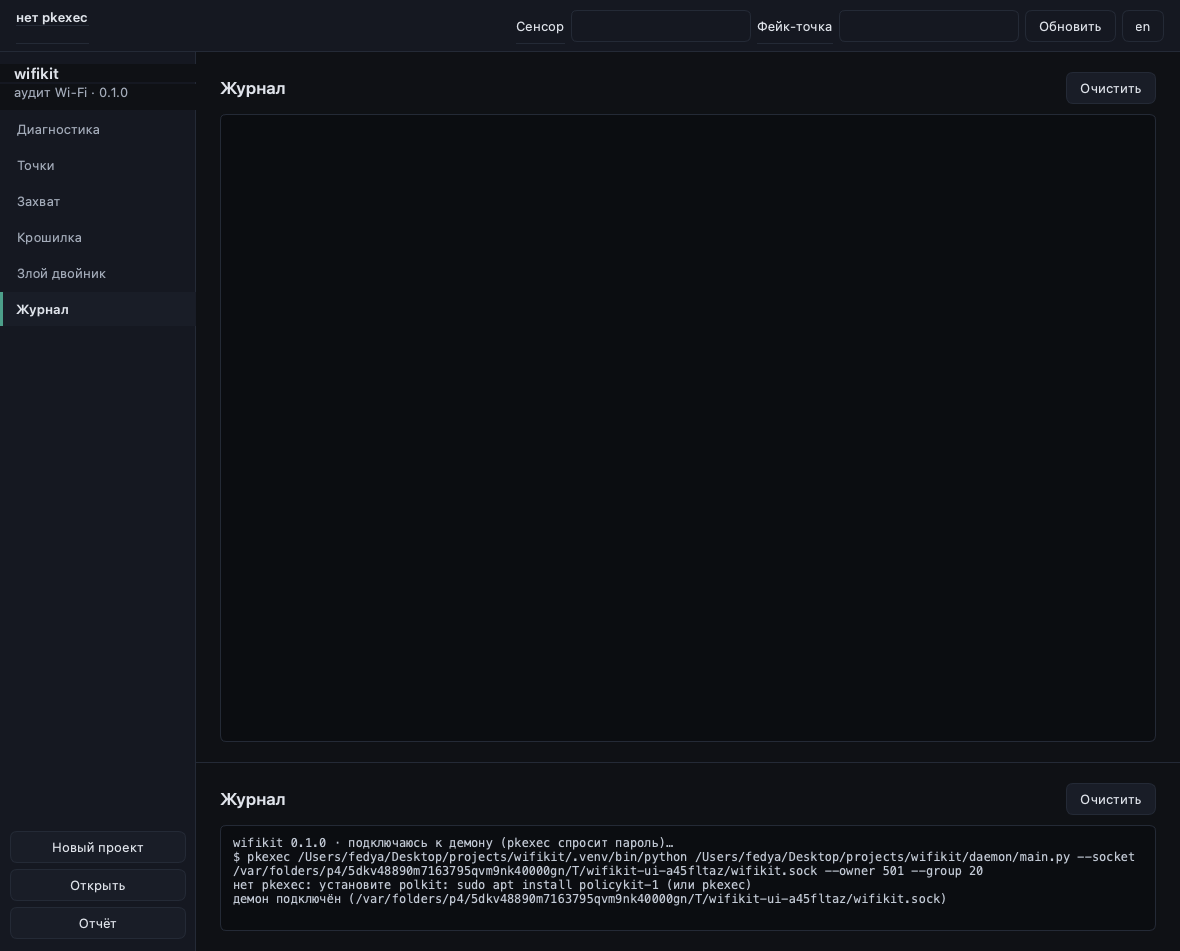 нет pkexec
Сенсор
Фейк-точка
Обновить
en
wifikit
аудит Wi-Fi · 0.1.0
Диагностика
Точки
Захват
Крошилка
Злой двойник
Журнал
Новый проект
Открыть
Отчёт
Журнал
Очистить
Журнал
Очистить
wifikit 0.1.0 · подключаюсь к демону (pkexec спросит пароль)…
$ pkexec /Users/fedya/Desktop/projects/wifikit/.venv/bin/python /Users/fedya/Desktop/projects/wifikit/daemon/main.py --socket
/var/folders/p4/5dkv48890m7163795qvm9nk40000gn/T/wifikit-ui-a45fltaz/wifikit.sock --owner 501 --group 20
нет pkexec: установите polkit: sudo apt install policykit-1 (или pkexec)
демон подключён (/var/folders/p4/5dkv48890m7163795qvm9nk40000gn/T/wifikit-ui-a45fltaz/wifikit.sock)